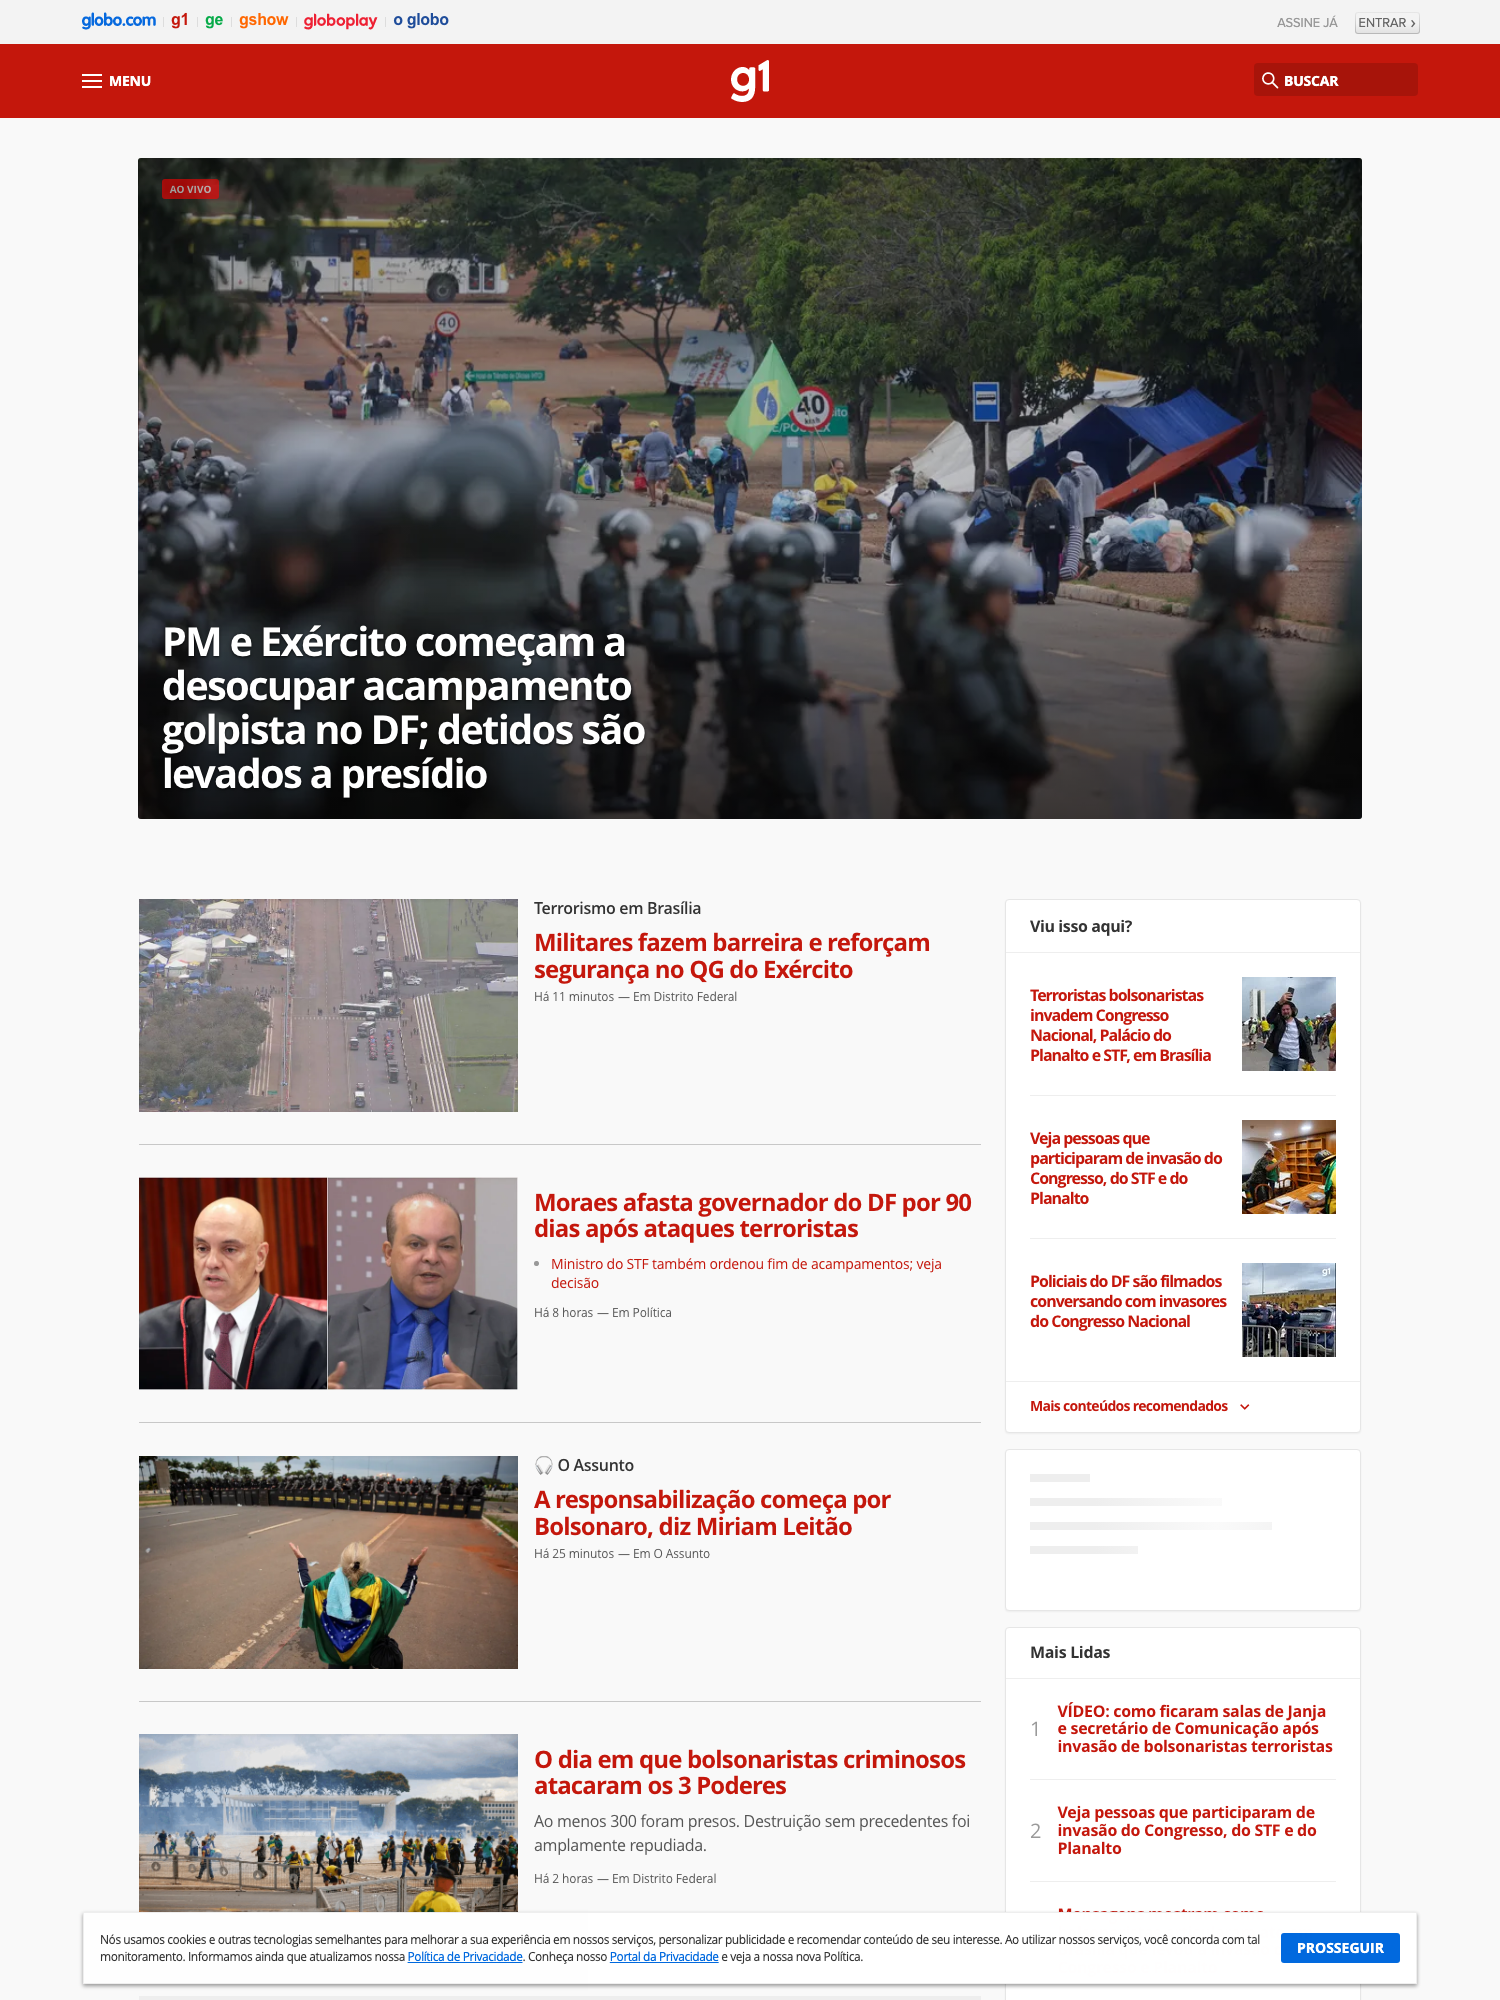 globo.com g1 ge gshow globoplay o globo
ASSINE JÁ ENTRAR ›
MENU
g1
BUSCAR
AO VIVO
40
40
km/h
PM e Exército começam a
desocupar acampamento
golpista no DF; detidos são
levados a presídio
Terrorismo em Brasília
Militares fazem barreira e reforçam
segurança no QG do Exército
Há 11 minutos — Em Distrito Federal
Moraes afasta governador do DF por 90
dias após ataques terroristas
• Ministro do STF também ordenou fim de acampamentos; veja
decisão
Há 8 horas — Em Política
O Assunto
A responsabilização começa por
Bolsonaro, diz Miriam Leitão
Há 25 minutos — Em O Assunto
O dia em que bolsonaristas criminosos
atacaram os 3 Poderes
Ao menos 300 foram presos. Destruição sem precedentes foi
amplamente repudiada.
Há 2 horas — Em Distrito Federal
Viu isso aqui?
Terroristas bolsonaristas
invadem Congresso
Nacional, Palácio do
Planalto e STF, em Brasília
Veja pessoas que
participaram de invasão do
Congresso, do STF e do
Planalto
Policiais do DF são filmados
conversando com invasores
do Congresso Nacional
g1
Mais conteúdos recomendados
Mais Lidas
1
VÍDEO: como ficaram salas de Janja
e secretário de Comunicação após
invasão de bolsonaristas terroristas
2
Veja pessoas que participaram de
invasão do Congresso, do STF e do
Planalto
Nós usamos cookies e outras tecnologias semelhantes para melhorar a sua experiência em nossos serviços, personalizar publicidade e recomendar conteúdo de seu interesse. Ao utilizar nossos serviços, você concorda com tal
monitoramento. Informamos ainda que atualizamos nossa Política de Privacidade. Conheça nosso Portal da Privacidade e veja a nossa nova Política.
PROSSEGUIR